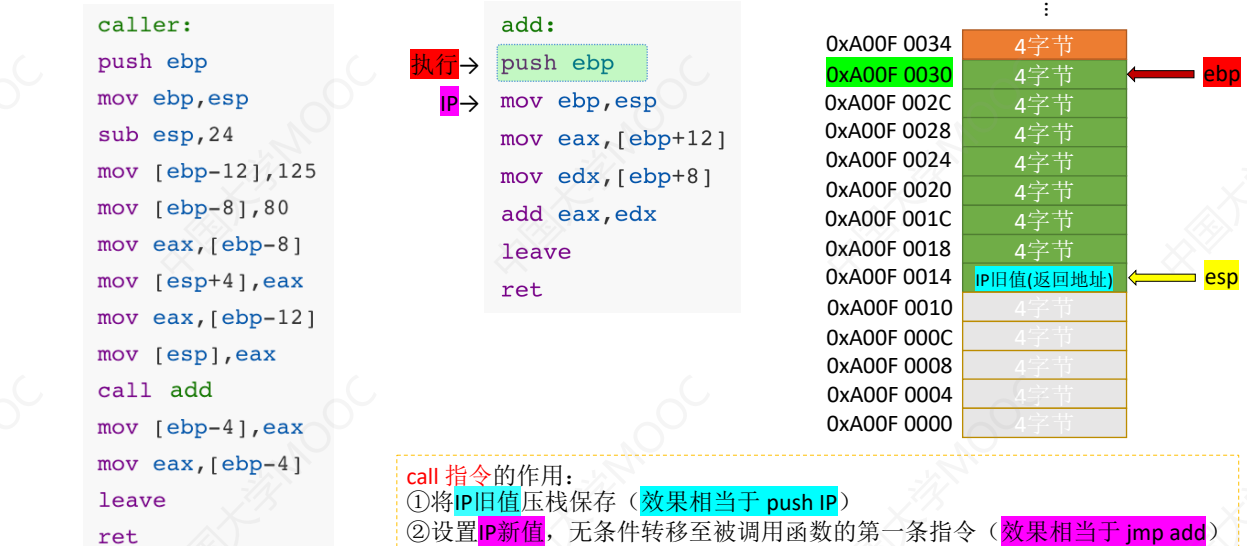 caller:
push ebp
mov ebp,esp
sub esp,24
mov [ebp-12],125
mov [ebp-8],80
mov eax,[ebp-8]
mov [esp+4],eax
mov eax,[ebp-12]
mov [esp],eax
call add
mov [ebp-4],eax
mov eax,[ebp-4]
leave
ret
add:
执行→ push ebp
IP→ mov ebp,esp
mov eax,[ebp+12]
mov edx,[ebp+8]
add eax,edx
leave
ret
⋮
0xA00F 0034 4字节
0xA00F 0030 4字节 ebp
0xA00F 002C 4字节
0xA00F 0028 4字节
0xA00F 0024 4字节
0xA00F 0020 4字节
0xA00F 001C 4字节
0xA00F 0018 4字节
0xA00F 0014 IP旧值(返回地址) esp
0xA00F 0010 4字节
0xA00F 000C 4字节
0xA00F 0008 4字节
0xA00F 0004 4字节
0xA00F 0000 4字节
call 指令的作用：
①将IP旧值压栈保存（效果相当于 push IP）
②设置IP新值，无条件转移至被调用函数的第一条指令（效果相当于 jmp add）
中国大学MOOC